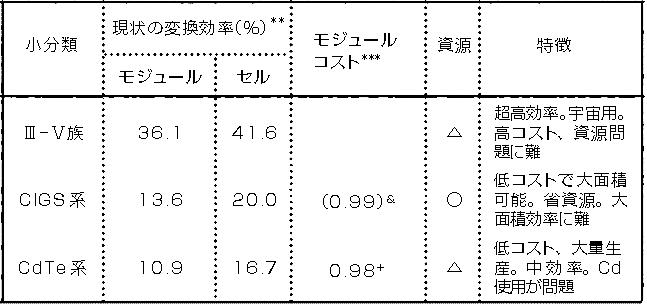 小分類 現状の変換効率(%)** モジュールコスト*** 資源 特徴
モジュール セル
Ⅲ-Ⅴ族 36.1 41.6 △ 超高効率。宇宙用。
高コスト、資源問
題に難
CIGS系 13.6 20.0 (0.99)& ○ 低コストで大面積
可能。省資源。大
面積効率に難
CdTe系 10.9 16.7 0.98+ △ 低コスト、大量生
産。中効率。Cd
使用が問題